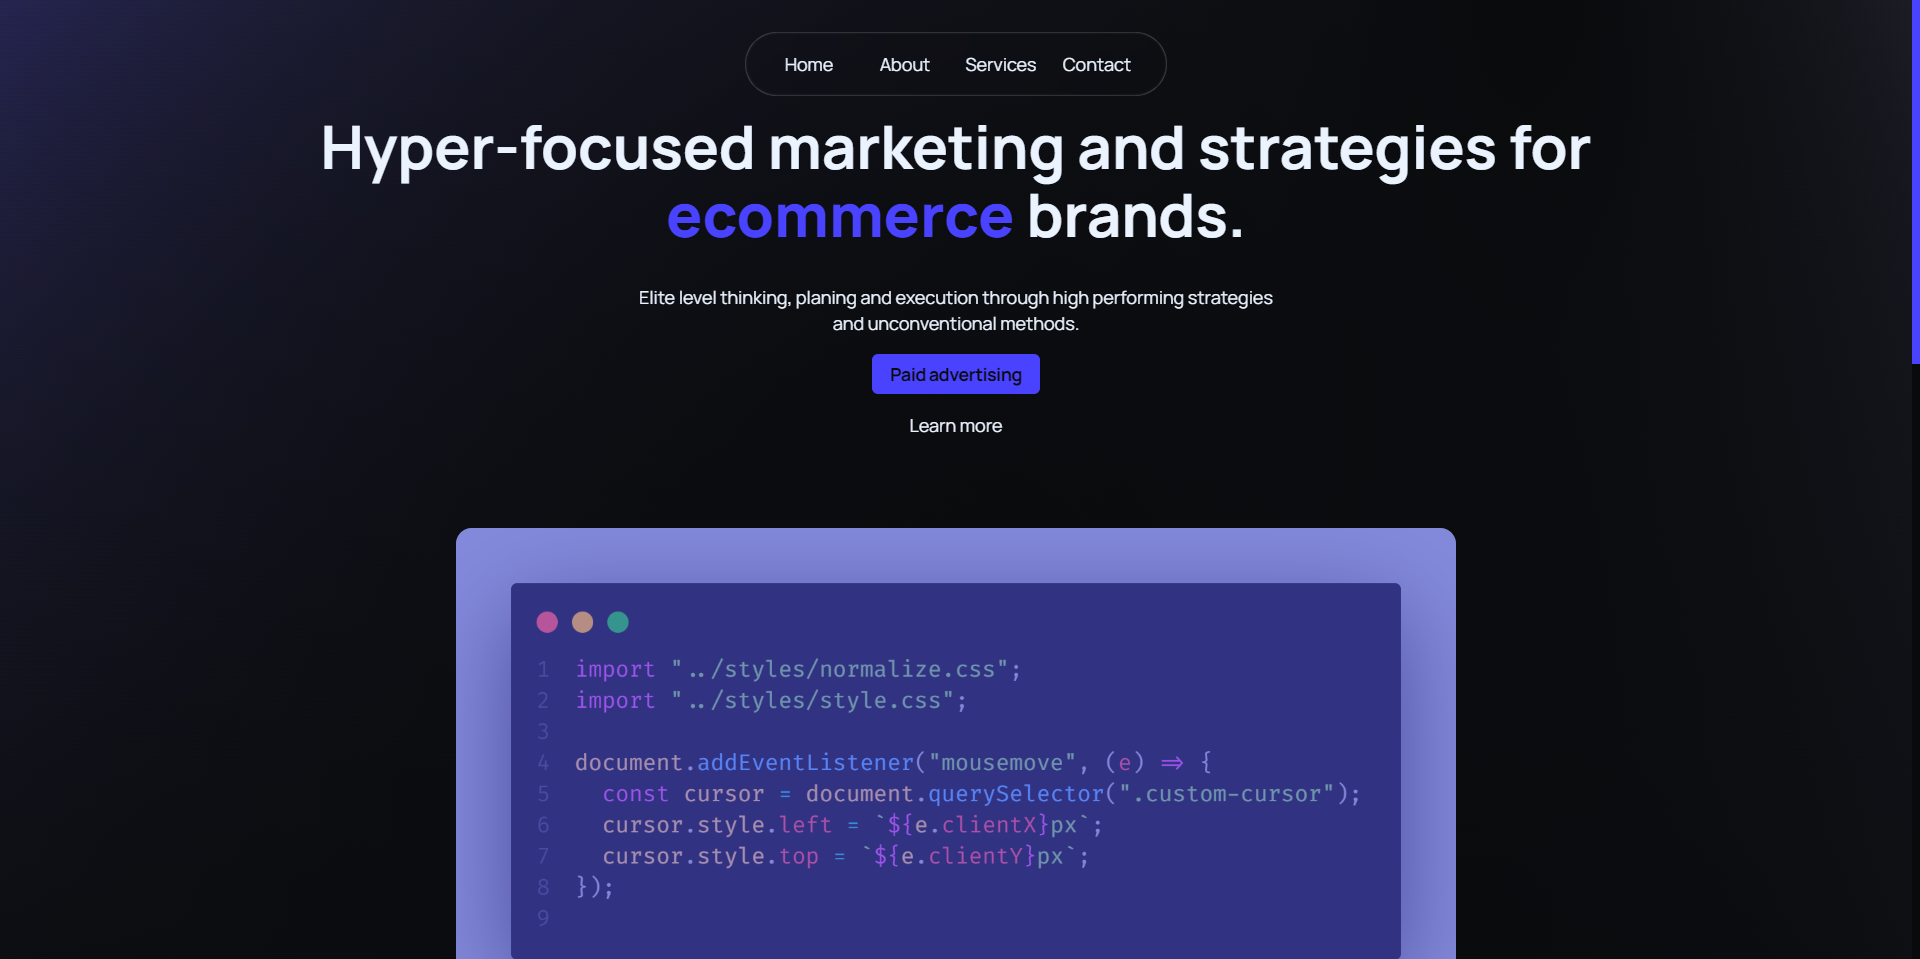 Home About Services Contact
Hyper-focused marketing and strategies for
ecommerce brands.
Elite level thinking, planing and execution through high performing strategies
and unconventional methods.
Paid advertising
Learn more
1 import "../styles/normalize.css";
2 import "../styles/style.css";
3
4 document.addEventListener("mousemove", (e) => {
5   const cursor = document.querySelector(".custom-cursor");
6   cursor.style.left = `${e.clientX}px`;
7   cursor.style.top = `${e.clientY}px`;
8 });
9